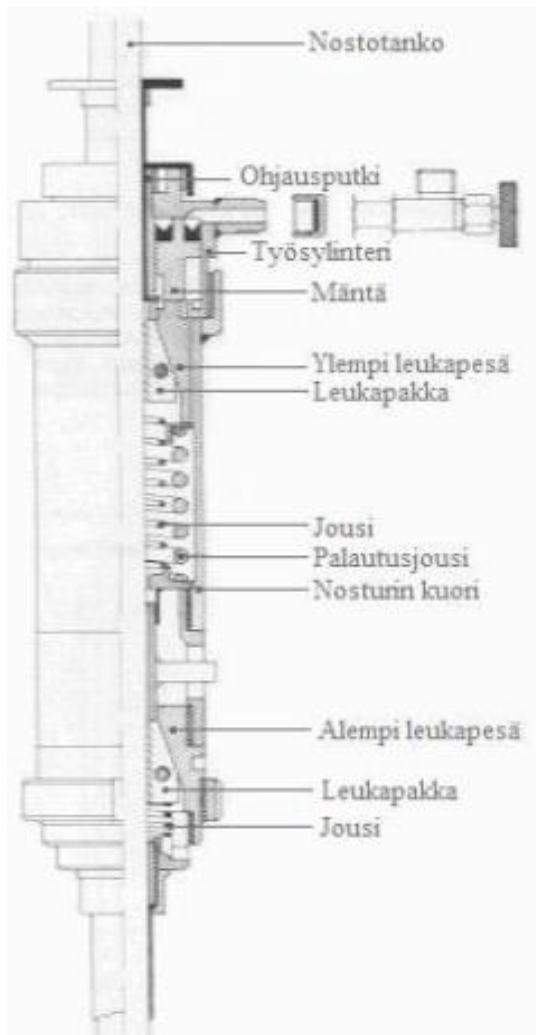 Nostotanko
Ohjausputki
Työsylinteri
Mäntä
Ylempi leukapesä
Leukapakka
Jousi
Palautusjousi
Nosturin kuori
Alempi leukapesä
Leukapakka
Jousi